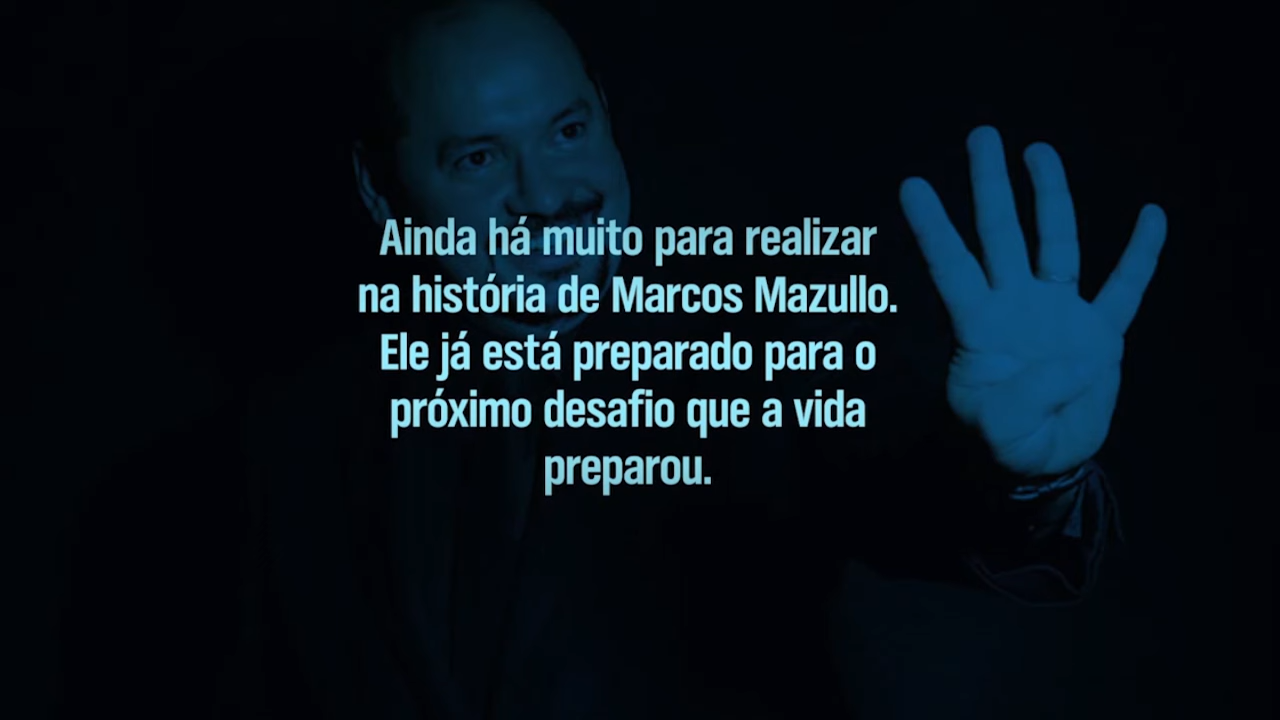 Ainda há muito para realizar
na história de Marcos Mazullo.
Ele já está preparado para o
próximo desafio que a vida
preparou.